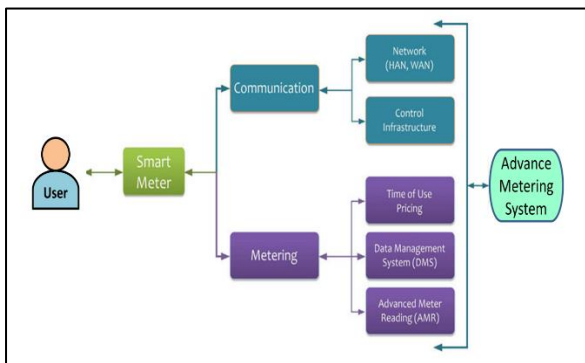 User
Smart
Meter
Communication
Network
(HAN, WAN)
Control
Infrastructure
Metering
Time of Use
Pricing
Data Management
System (DMS)
Advanced Meter
Reading (AMR)
Advance
Metering
System